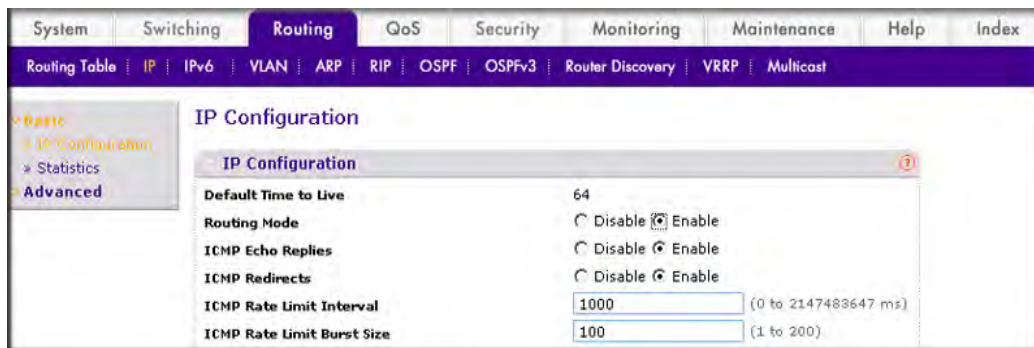 System Switching Routing QoS Security Monitoring Maintenance Help Index
Routing Table IP IPv6 VLAN ARP RIP OSPF OSPFv3 Router Discovery VRRP Multicast
Basic
» IP Configuration
» Statistics
Advanced
IP Configuration
IP Configuration ?
Default Time to Live 64
Routing Mode Disable Enable
ICMP Echo Replies Disable Enable
ICMP Redirects Disable Enable
ICMP Rate Limit Interval 1000 (0 to 2147483647 ms)
ICMP Rate Limit Burst Size 100 (1 to 200)